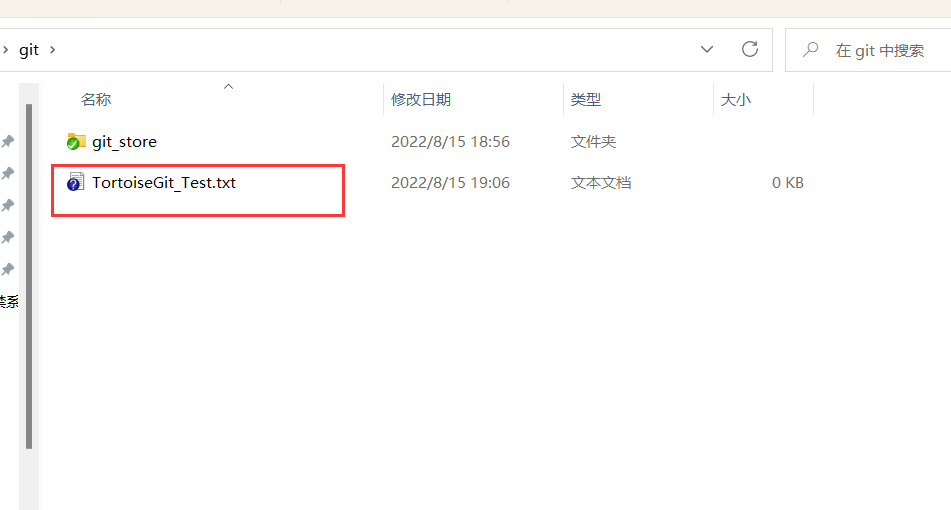 git
在 git 中搜索
名称 修改日期 类型 大小
git_store 2022/8/15 18:56 文件夹
TortoiseGit_Test.txt 2022/8/15 19:06 文本文档 0 KB
系